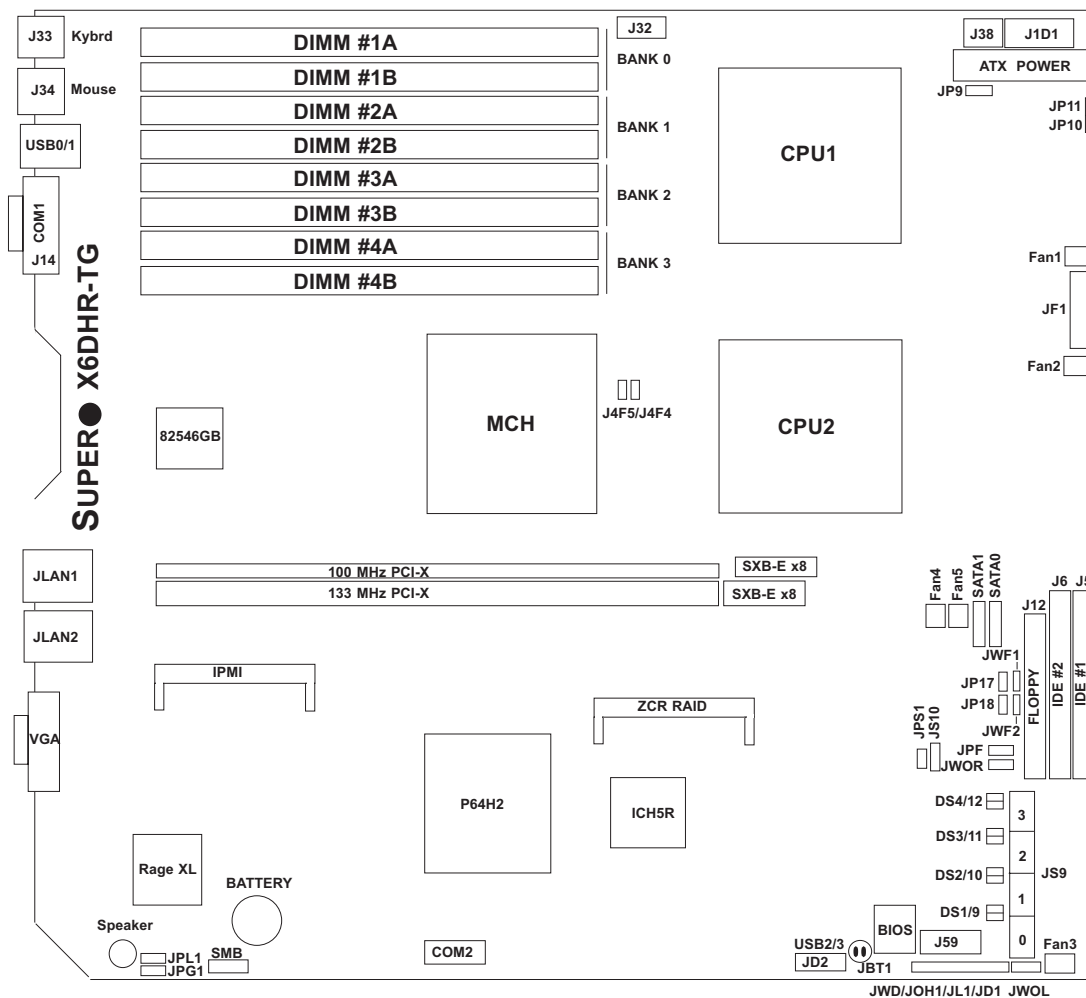 J33 Kybrd
J34 Mouse
USB0/1
COM1
J14
SUPER X6DHR-TG
DIMM #1A
DIMM #1B
DIMM #2A
DIMM #2B
DIMM #3A
DIMM #3B
DIMM #4A
DIMM #4B
J32
BANK 0
BANK 1
BANK 2
BANK 3
CPU1
J38 J1D1
ATX POWER
JP9
JP11
JP10
Fan1
JF1
Fan2
82546GB
MCH
J4F5/J4F4
CPU2
JLAN1
JLAN2
100 MHz PCI-X
133 MHz PCI-X
SXB-E x8
SXB-E x8
Fan4
Fan5
SATA1
SATA0
J12
J6
J5
FLOPPY
IDE #2
IDE #1
JWF1
JP17
JP18
JWF2
JPS1
JS10
JPF
JWOR
IPMI
ZCR RAID
VGA
P64H2
ICH5R
DS4/12
DS3/11
DS2/10
DS1/9
3
2
1
0
JS9
Rage XL
BATTERY
Speaker
JPL1
JPG1
SMB
COM2
USB2/3
JD2
JBT1
BIOS
J59
Fan3
JWD/JOH1/JL1/JD1 JWOL